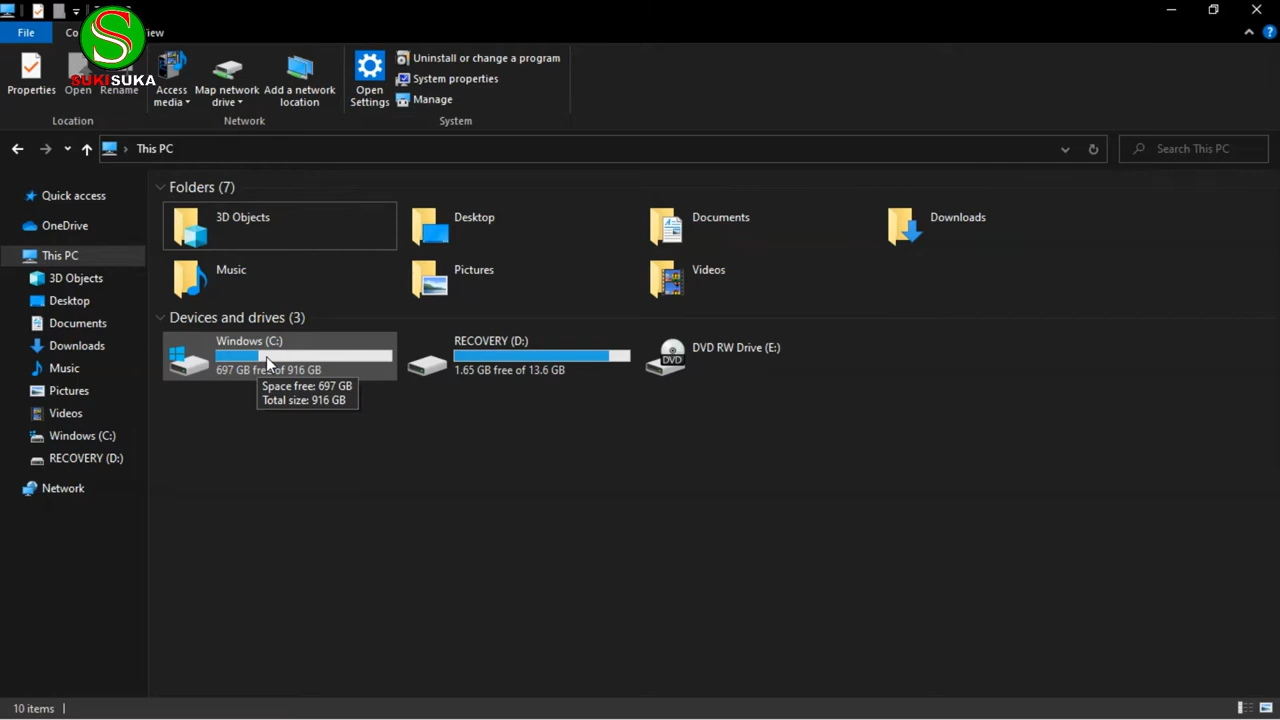 S
SUKISUKA
File
Co
View
Properties
Open
Rename
Access media
Map network drive
Add a network location
Open Settings
Uninstall or change a program
System properties
Manage
Location
Network
System
This PC
Search This PC
Quick access
OneDrive
This PC
3D Objects
Desktop
Documents
Downloads
Music
Pictures
Videos
Windows (C:)
RECOVERY (D:)
Network
Folders (7)
3D Objects
Desktop
Documents
Downloads
Music
Pictures
Videos
Devices and drives (3)
Windows (C:)
697 GB free of 916 GB
Space free: 697 GB
Total size: 916 GB
RECOVERY (D:)
1.65 GB free of 13.6 GB
DVD
DVD RW Drive (E:)
10 items